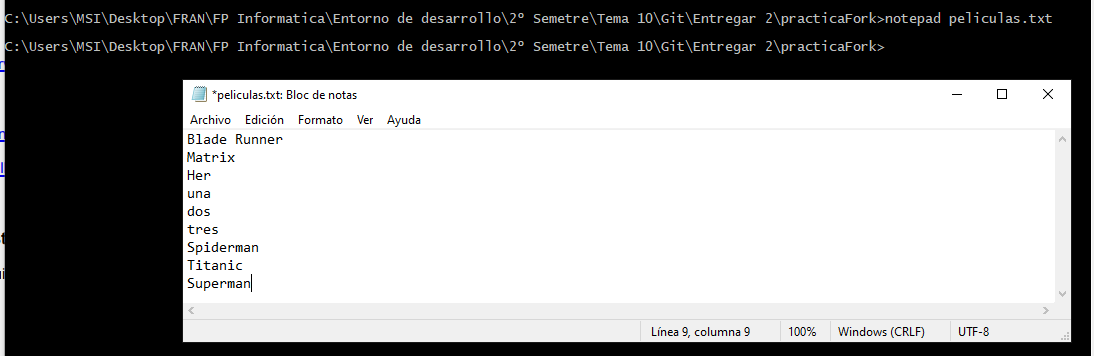 C:\Users\MSI\Desktop\FRAN\FP Informatica\Entorno de desarrollo\2º Semetre\Tema 10\Git\Entregar 2\practicaFork>notepad peliculas.txt
C:\Users\MSI\Desktop\FRAN\FP Informatica\Entorno de desarrollo\2º Semetre\Tema 10\Git\Entregar 2\practicaFork>
*peliculas.txt: Bloc de notas
Archivo Edición Formato Ver Ayuda
Blade Runner
Matrix
Her
una
dos
tres
Spiderman
Titanic
Superman
Línea 9, columna 9 100% Windows (CRLF) UTF-8